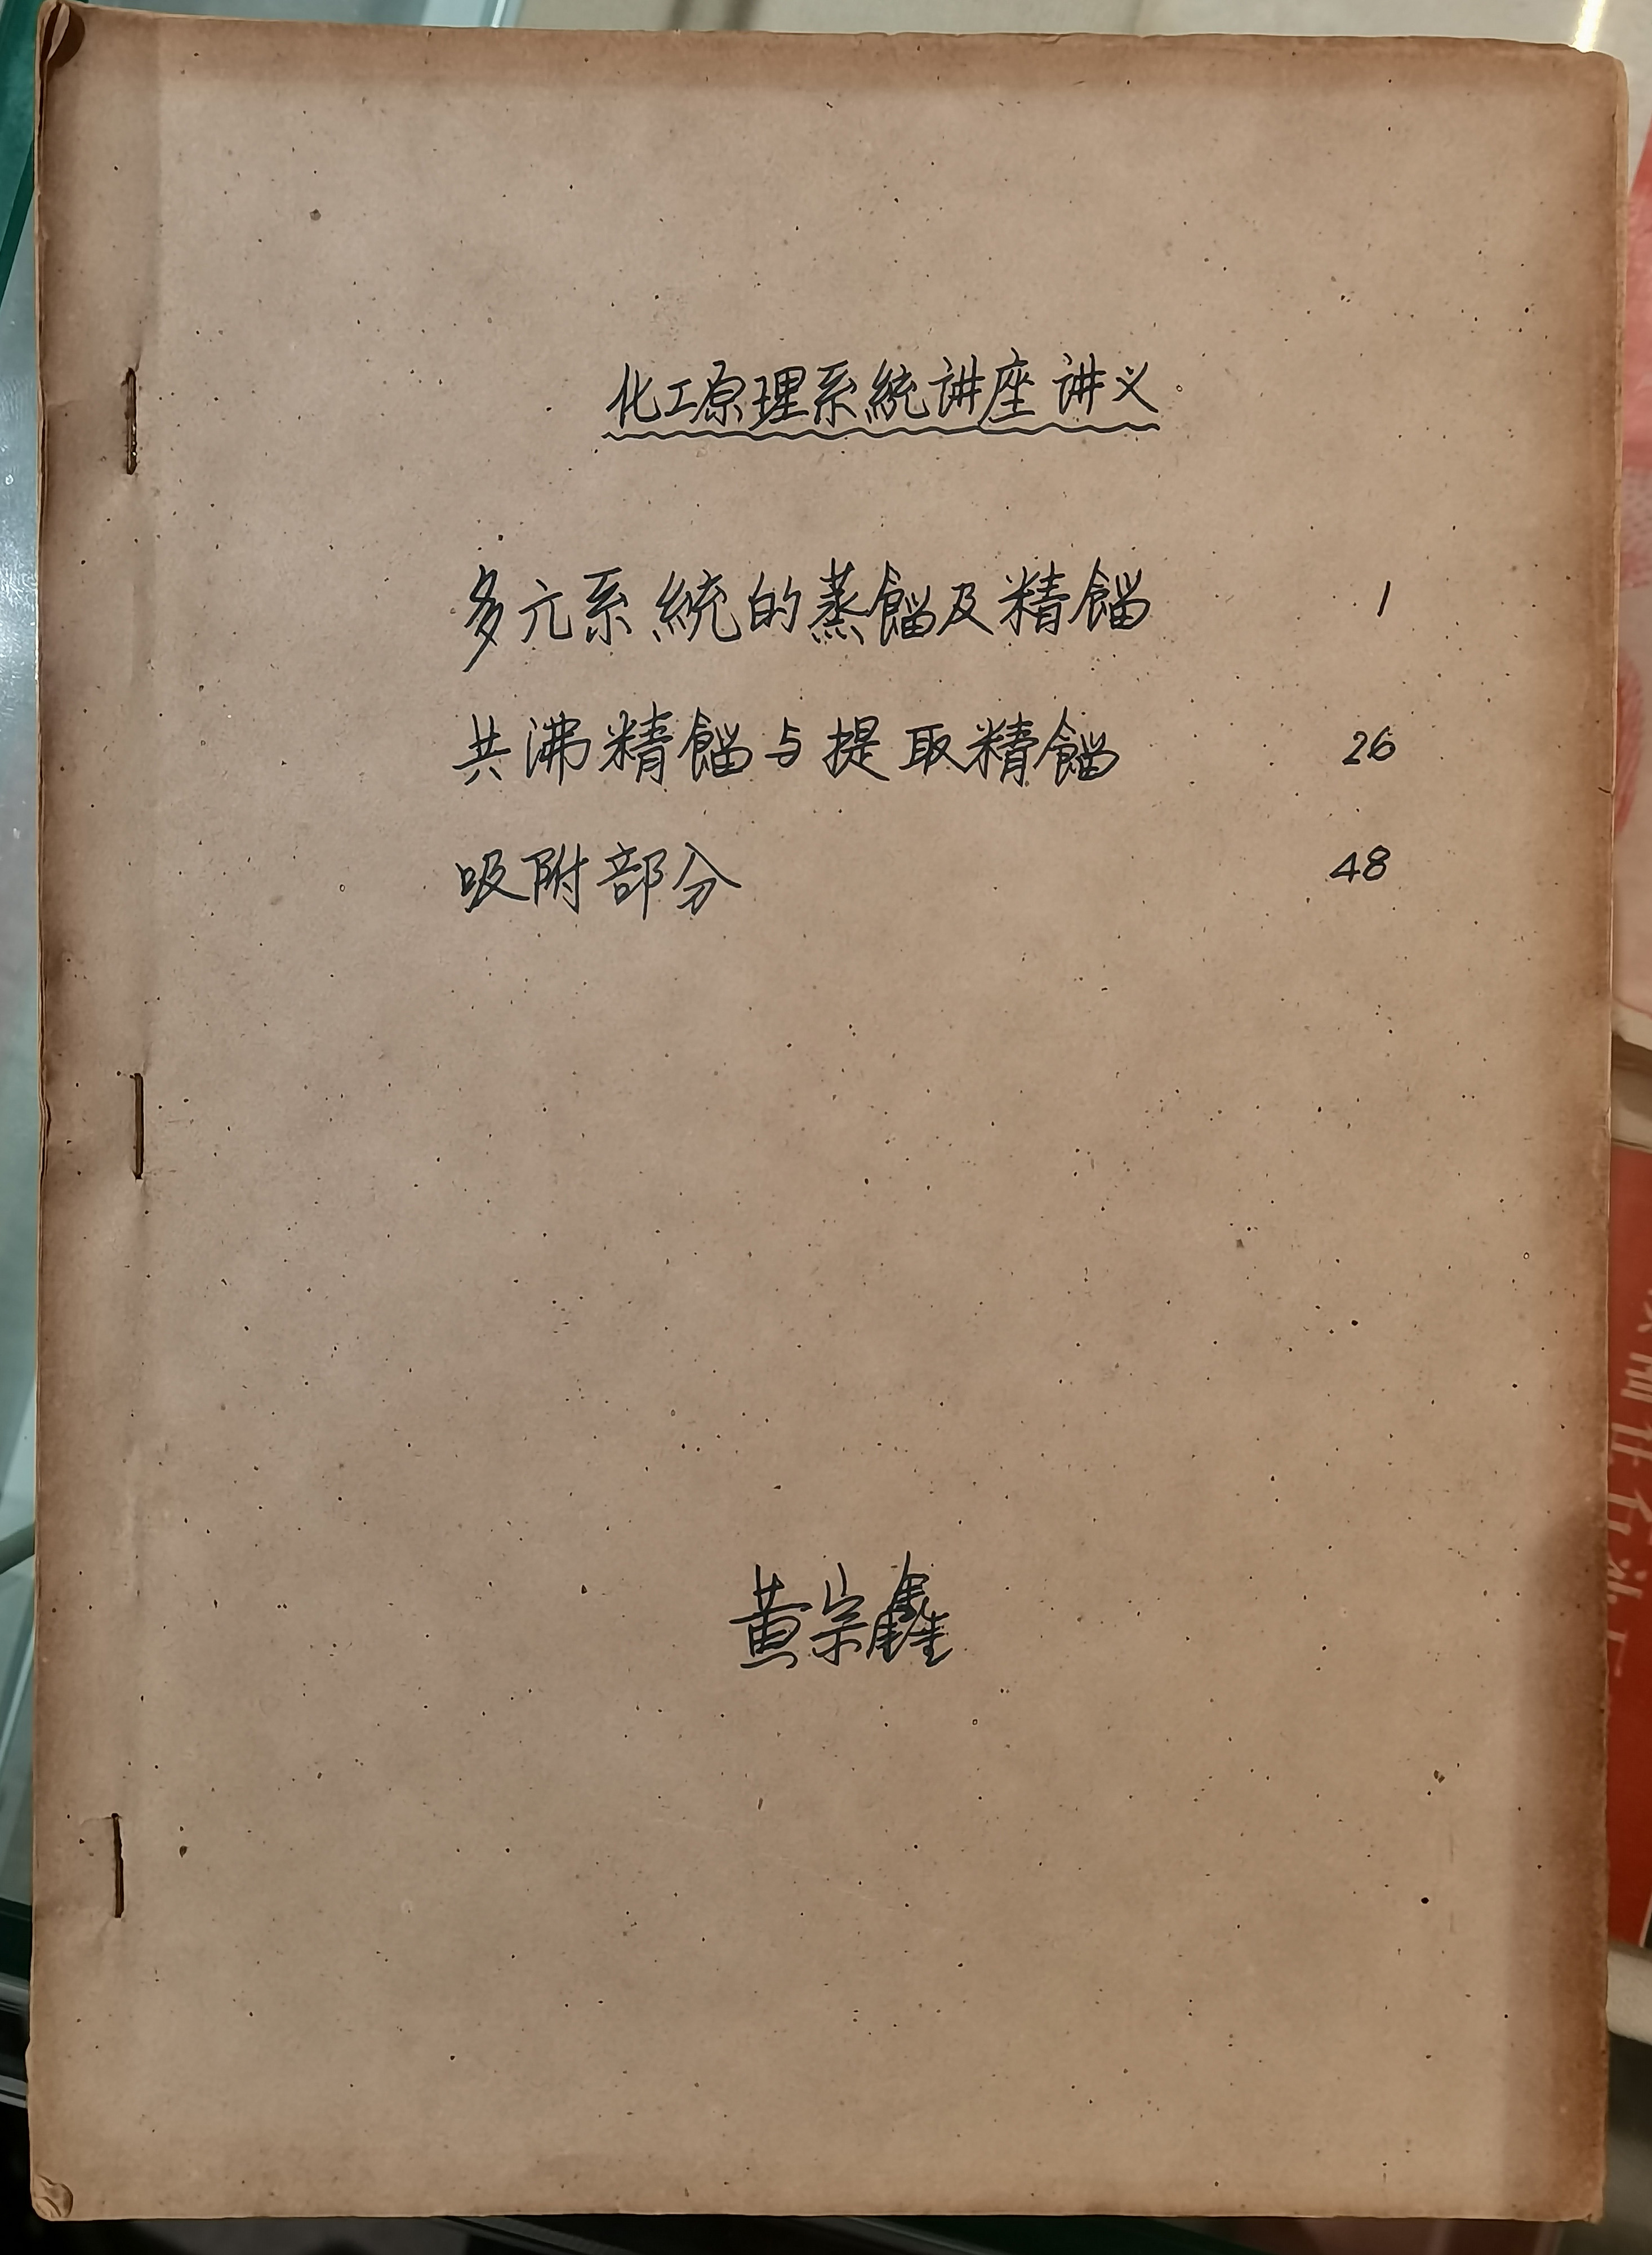 化工原理系統讲座讲义
多元系統的蒸餾及精餾 1
共沸精餾与提取精餾 26
吸附部分 48
黄宗鑫